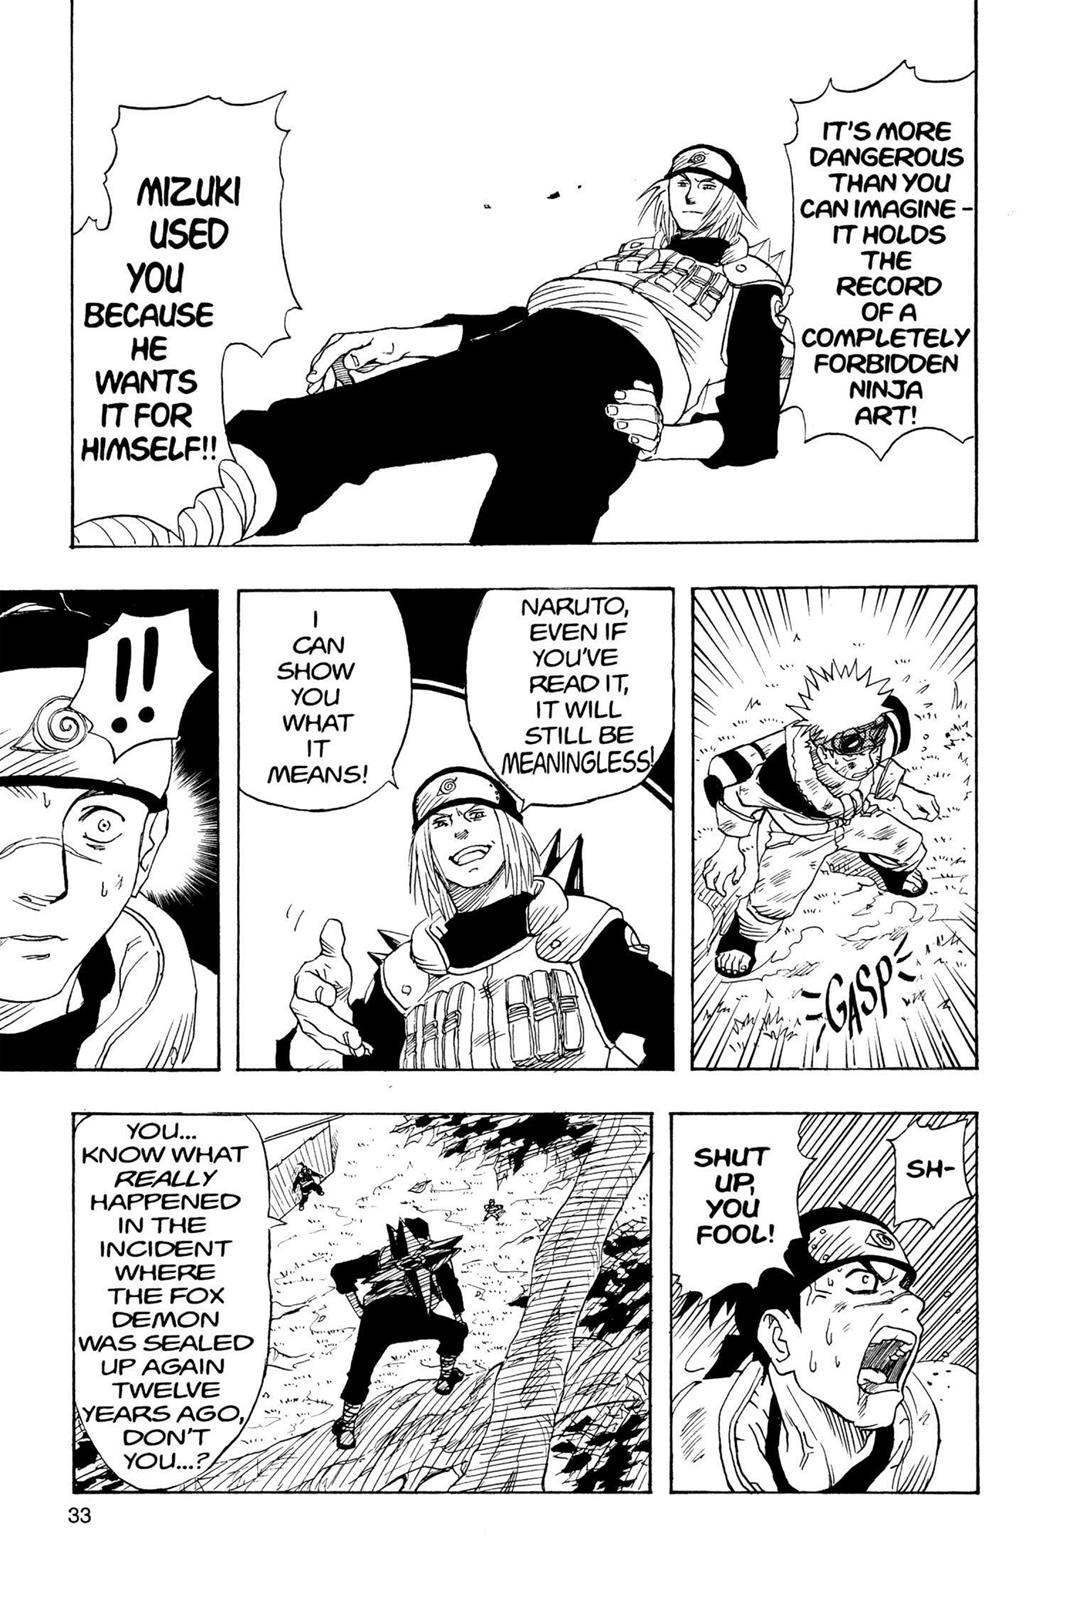 IT'S MORE
DANGEROUS
THAN YOU
CAN IMAGINE -
IT HOLDS
THE
RECORD
OF A
COMPLETELY
FORBIDDEN
NINJA
ART!
MIZUKI
USED
YOU
BECAUSE
HE
WANTS
IT FOR
HIMSELF!!
GASP
NARUTO,
EVEN IF
YOU'VE
READ IT,
IT WILL
STILL BE
MEANINGLESS!
I
CAN
SHOW
YOU
WHAT
IT
MEANS!
!!
SH-
SHUT
UP,
YOU
FOOL!
YOU...
KNOW WHAT
REALLY
HAPPENED
IN THE
INCIDENT
WHERE
THE FOX
DEMON
WAS SEALED
UP AGAIN
TWELVE
YEARS AGO,
DON'T
YOU...?
33